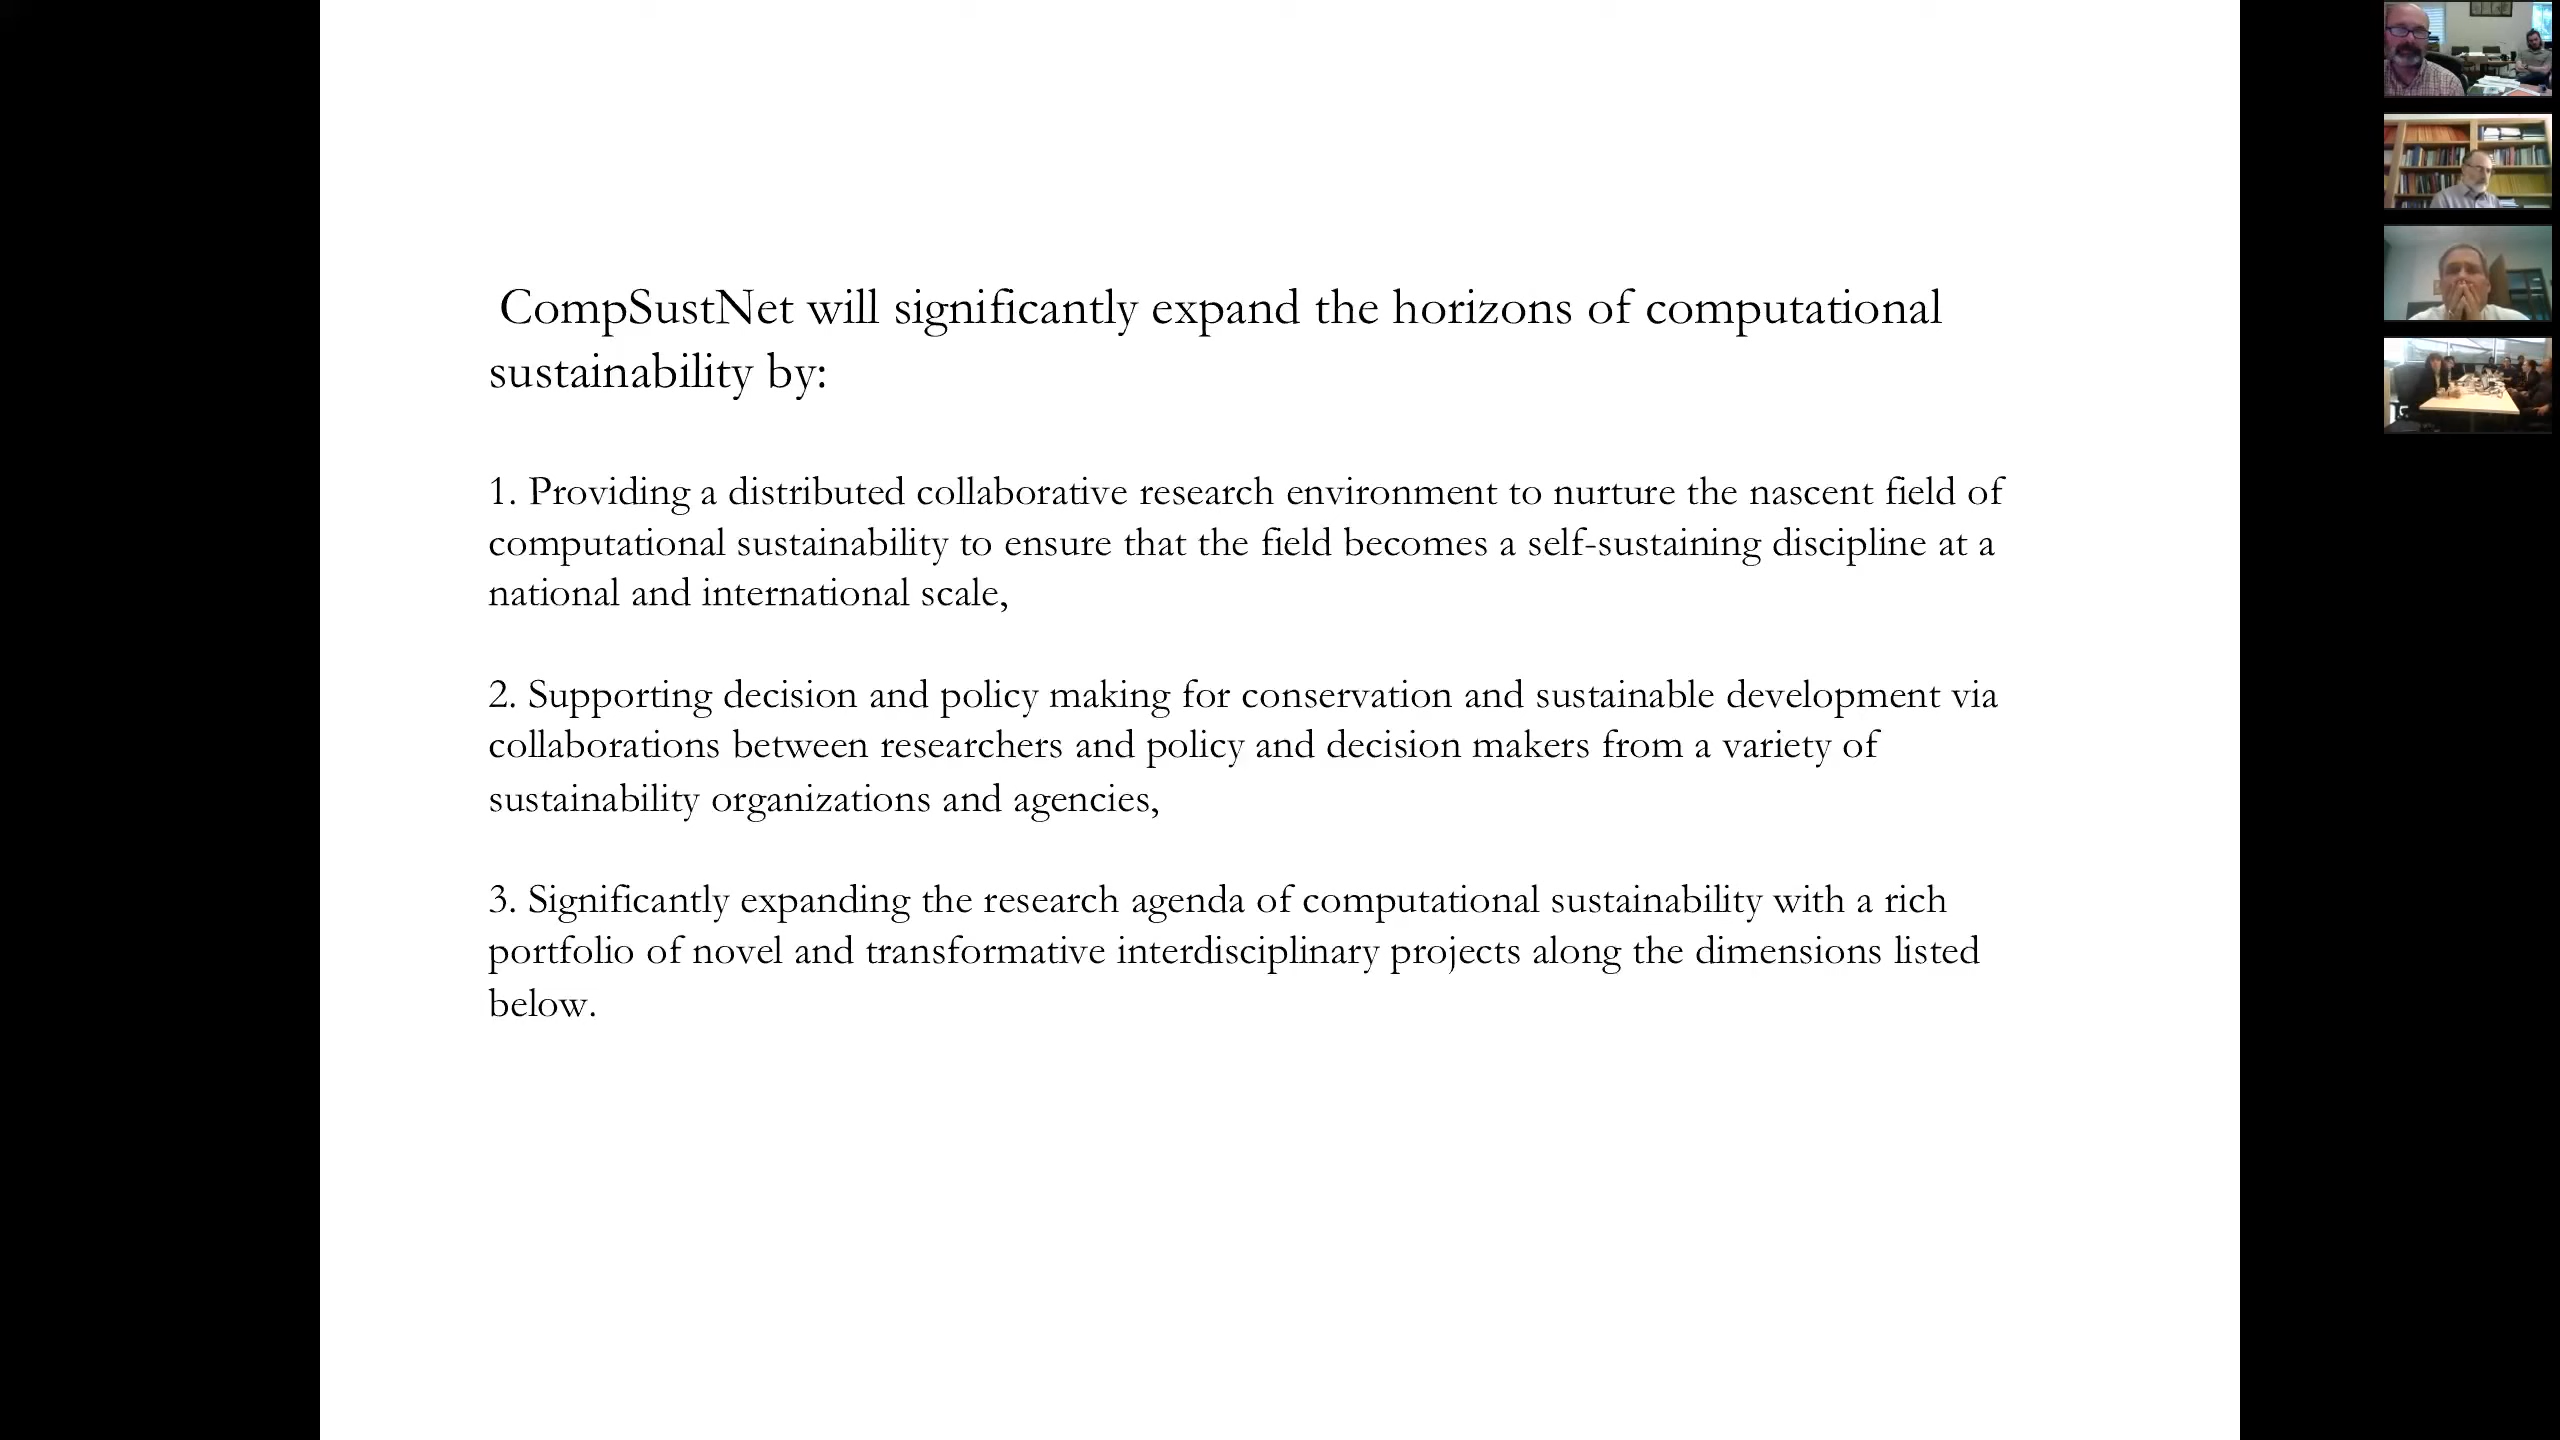 CompSustNet will significantly expand the horizons of computational
sustainability by:
1. Providing a distributed collaborative research environment to nurture the nascent field of
computational sustainability to ensure that the field becomes a self-sustaining discipline at a
national and international scale,
2. Supporting decision and policy making for conservation and sustainable development via
collaborations between researchers and policy and decision makers from a variety of
sustainability organizations and agencies,
3. Significantly expanding the research agenda of computational sustainability with a rich
portfolio of novel and transformative interdisciplinary projects along the dimensions listed
below.